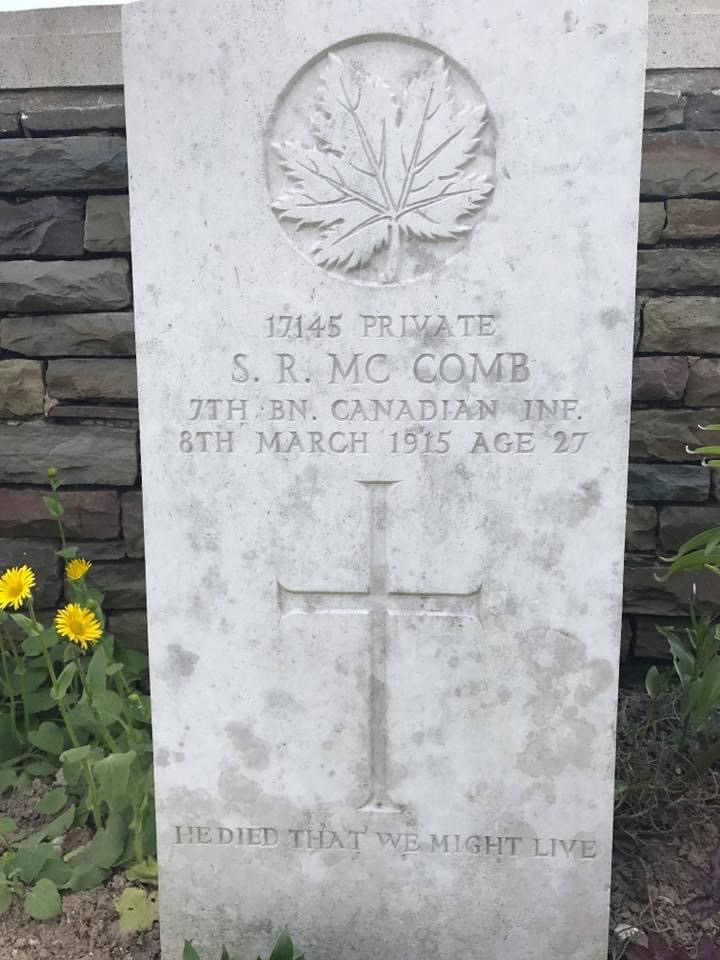 17145 PRIVATE
S. R. MC COMB
7TH BN. CANADIAN INF.
8TH MARCH 1915 AGE 27
HE DIED THAT WE MIGHT LIVE